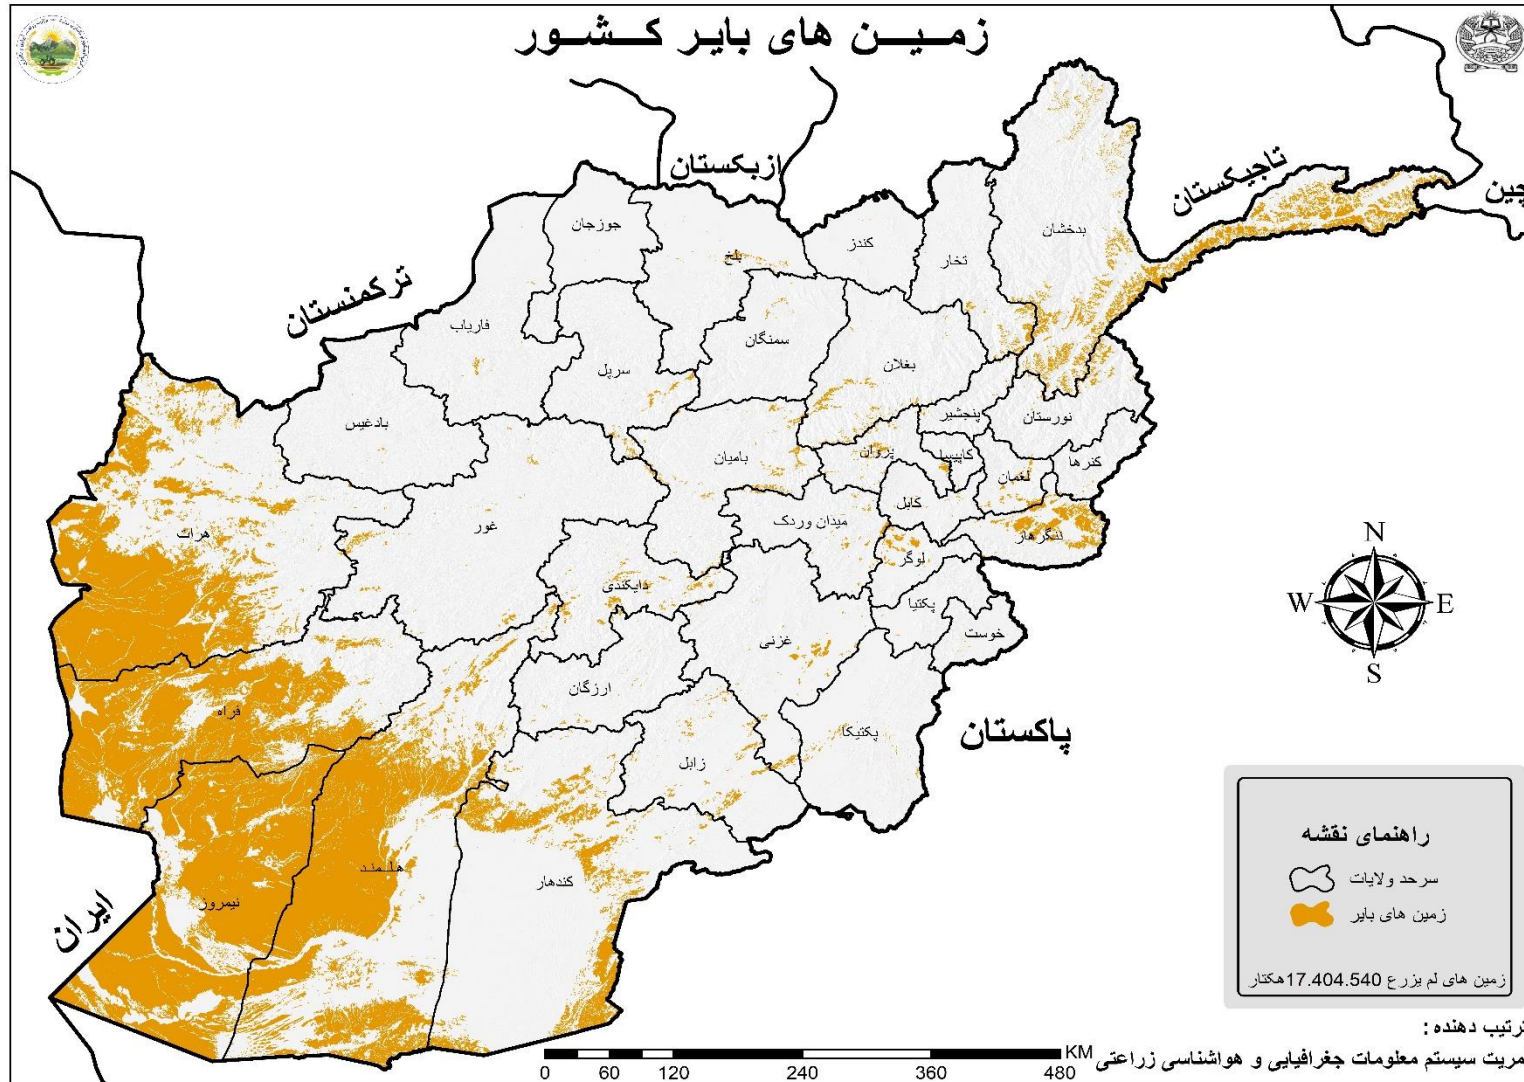 زمین های بایر کشور
ازبکستان
تاجیکستان
چین
ترکمنستان
جوزجان
بلخ
کندز
تخار
بدخشان
فاریاب
سرپل
سمنگان
بغلان
بادغیس
بامیان
پروان
پنجشیر
کاپیسا
نورستان
کنرها
لغمان
هرات
غور
میدان وردک
کابل
ننگرهار
لوگر
دایکندی
پکتیا
خوست
غزنی
ارزگان
پکتیکا
زابل
فراه
پاکستان
هلمند
کندهار
نیمروز
ایران
N
W
E
S
راهنمای نقشه
سرحد ولایات
زمین های بایر
زمین های لم یزرع 17.404.540هکتار
ترتیب دهنده :
مریت سیستم معلومات جغرافیایی و هواشناسی زراعتی
KM
0 60 120 240 360 480